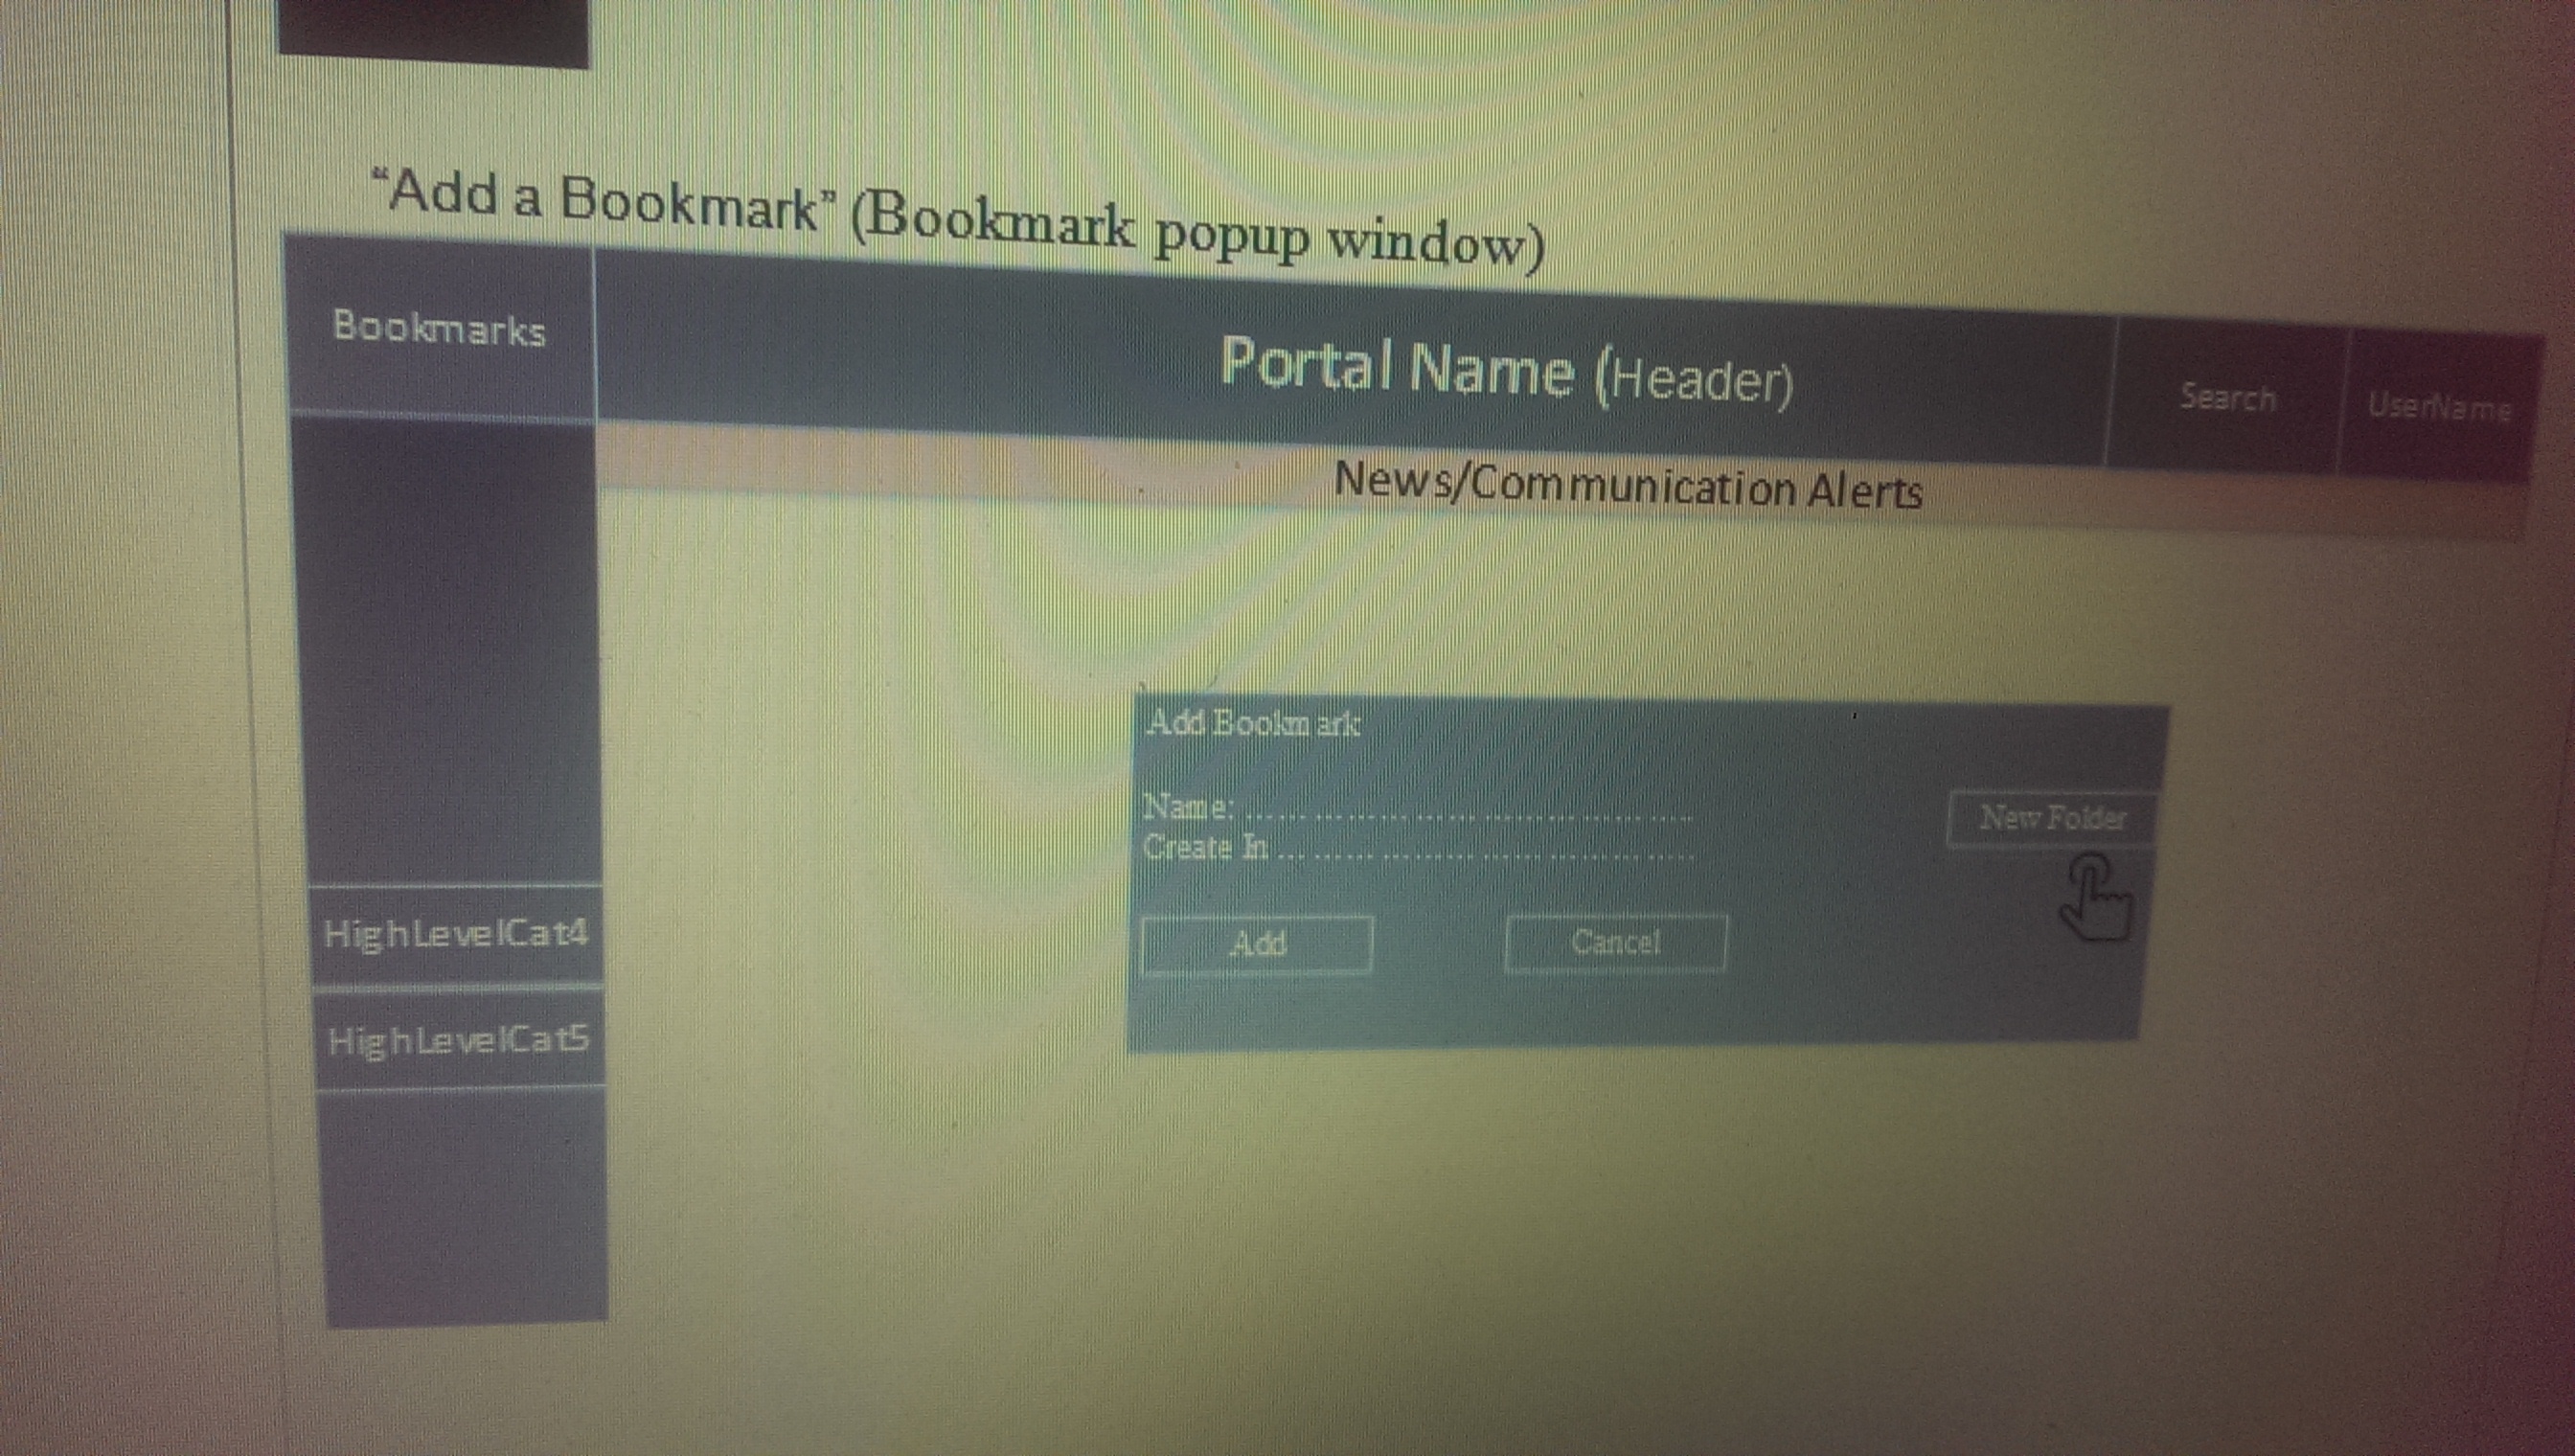 “Add a Bookmark” (Bookmark popup window)
Bookmarks
Portal Name (Header)
Search
UserName
News/Communication Alerts
Add Bookmark
Name: .................................................
Create In .............................................
New Folder
Add
Cancel
HighLevelCat4
HighLevelCat5